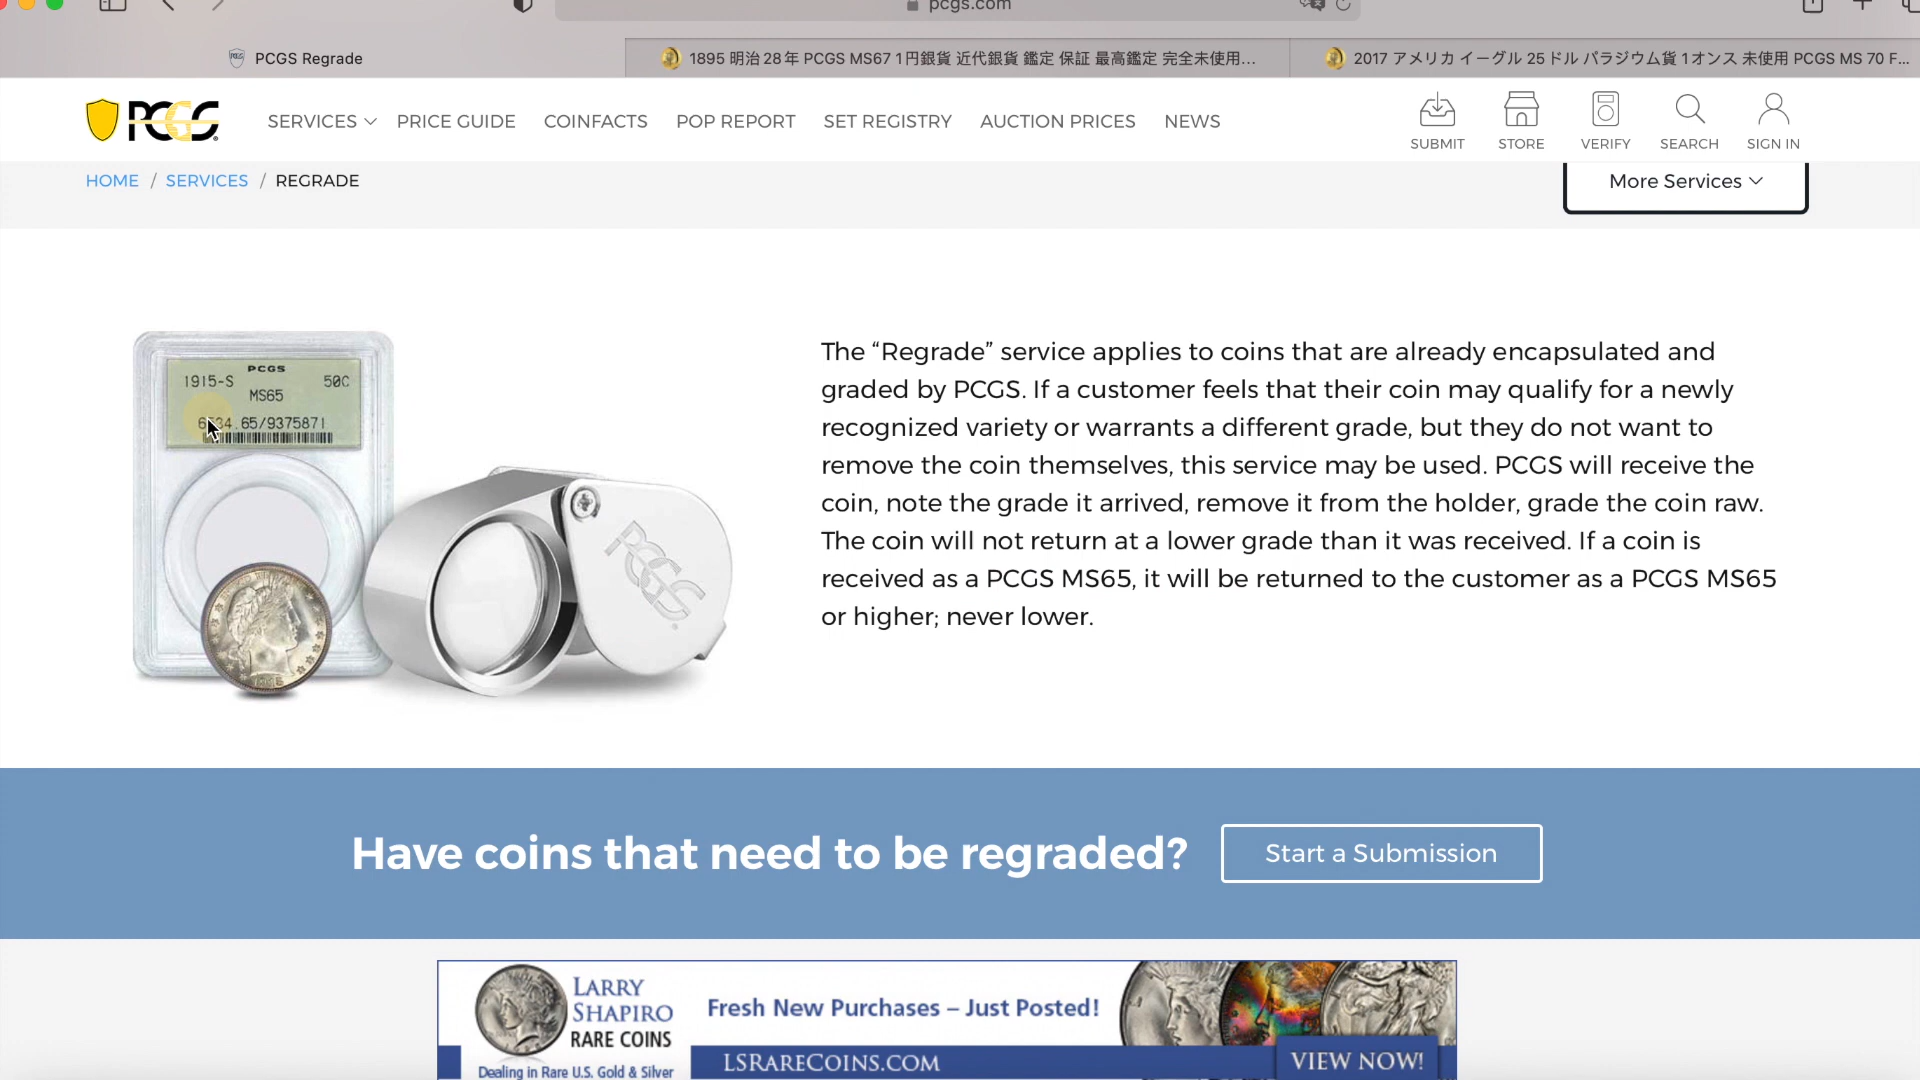 pcgs.com
PCGS Regrade
1895 明治28年 PCGS MS67 1円銀貨 近代銀貨 鑑定 保証 最高鑑定 完全未使用...
2017 アメリカ イーグル 25ドル パラジウム貨 1オンス 未使用 PCGS MS 70 F...
PCGS
SERVICES
PRICE GUIDE
COINFACTS
POP REPORT
SET REGISTRY
AUCTION PRICES
NEWS
SUBMIT
STORE
VERIFY
SEARCH
SIGN IN
HOME / SERVICES / REGRADE
More Services
PCGS
1915-S 50C
MS65
.65/9375871
PCGS
The “Regrade” service applies to coins that are already encapsulated and
graded by PCGS. If a customer feels that their coin may qualify for a newly
recognized variety or warrants a different grade, but they do not want to
remove the coin themselves, this service may be used. PCGS will receive the
coin, note the grade it arrived, remove it from the holder, grade the coin raw.
The coin will not return at a lower grade than it was received. If a coin is
received as a PCGS MS65, it will be returned to the customer as a PCGS MS65
or higher; never lower.
Have coins that need to be regraded?
Start a Submission
LARRY
SHAPIRO
RARE COINS
Dealing in Rare U.S. Gold & Silver
Fresh New Purchases – Just Posted!
LSRARECOINS.COM
VIEW NOW!